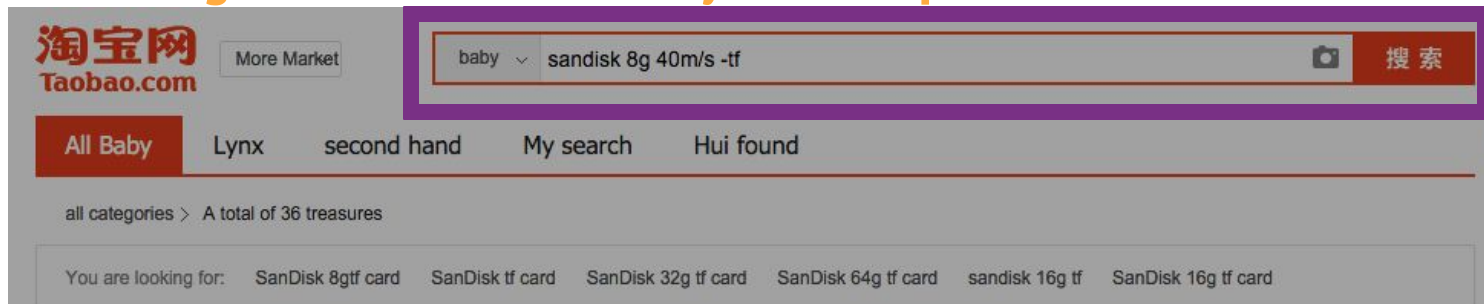 淘宝网
Taobao.com
More Market
baby sandisk 8g 40m/s -tf 搜 索
All Baby Lynx second hand My search Hui found
all categories > A total of 36 treasures
You are looking for: SanDisk 8gtf card SanDisk tf card SanDisk 32g tf card SanDisk 64g tf card sandisk 16g tf SanDisk 16g tf card